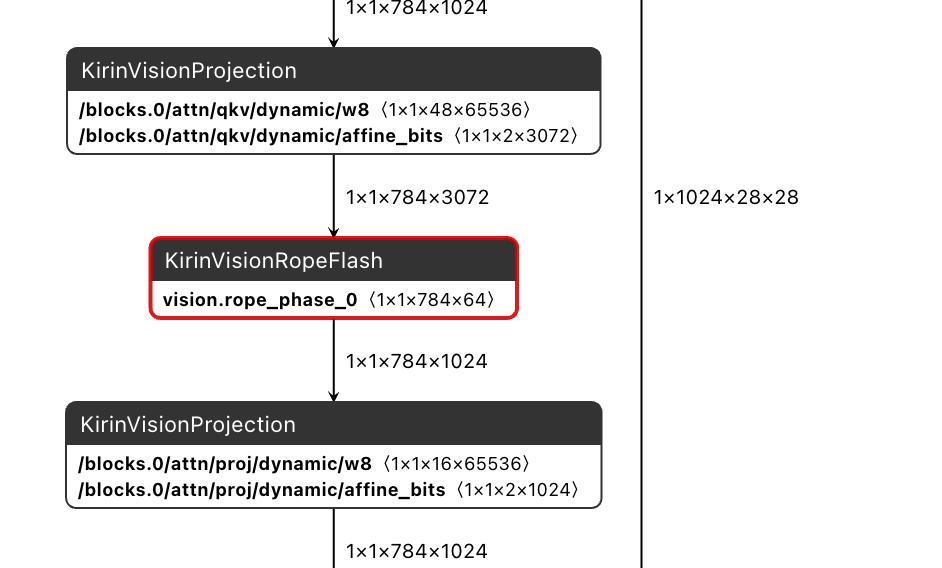 1×1×784×1024
KirinVisionProjection
/blocks.0/attn/qkv/dynamic/w8 〈1×1×48×65536〉
/blocks.0/attn/qkv/dynamic/affine_bits 〈1×1×2×3072〉
1×1×784×3072
1×1024×28×28
KirinVisionRopeFlash
vision.rope_phase_0 〈1×1×784×64〉
1×1×784×1024
KirinVisionProjection
/blocks.0/attn/proj/dynamic/w8 〈1×1×16×65536〉
/blocks.0/attn/proj/dynamic/affine_bits 〈1×1×2×1024〉
1×1×784×1024